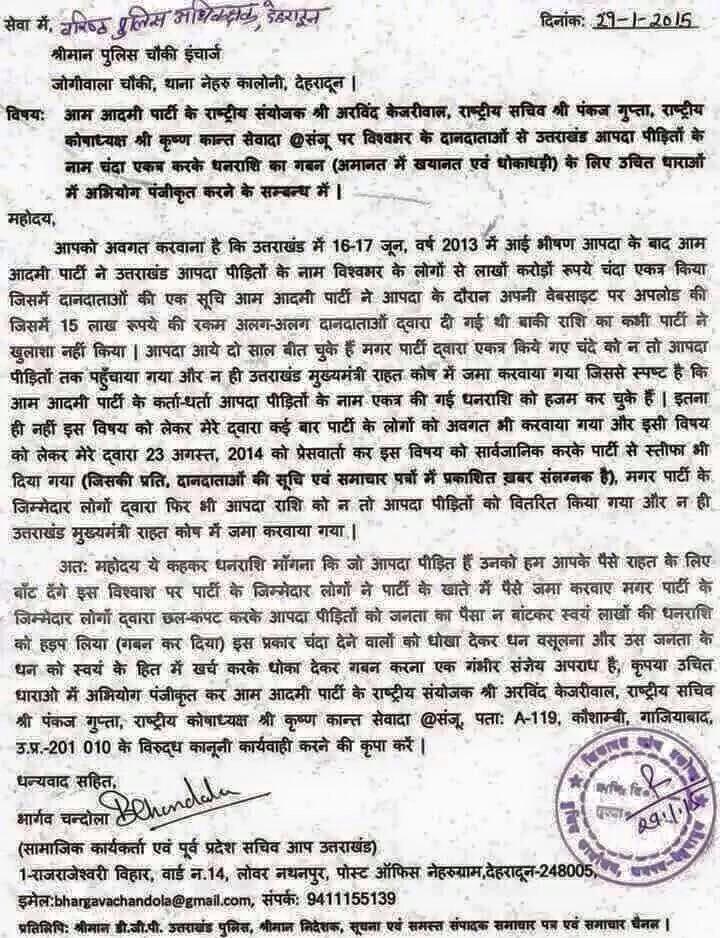 सेवा में, वरिष्ठ पुलिस अधिक्षक, देहरादून
दिनांक: 29-1-2015
श्रीमान पुलिस चौकी इंचार्ज
जोगीवाला चौकी, थाना नेहरु कालोनी, देहरादून |
विषय: आम आदमी पार्टी के राष्ट्रीय संयोजक श्री अरविंद केजरीवाल, राष्ट्रीय सचिव श्री पंकज गुप्ता, राष्ट्रीय
कोषाध्यक्ष श्री कृष्ण कान्त सेवादा @संजू पर विश्वभर के दानदाताओं से उत्तराखंड आपदा पीड़ितों के
नाम चंदा एकत्र करके धनराशि का गबन (अमानत में खयानत एवं धोकाधड़ी) के लिए उचित धाराओं
में अभियोग पंजीकृत करने के सम्बन्ध में |
महोदय,
आपको अवगत करवाना है कि उत्तराखंड में 16-17 जून, वर्ष 2013 में आई भीषण आपदा के बाद आम
आदमी पार्टी ने उत्तराखंड आपदा पीड़ितों के नाम विश्वभर के लोगों से लाखों करोड़ों रूपये चंदा एकत्र किया
जिसमें दानदाताओं की एक सूचि आम आदमी पार्टी ने आपदा के दौरान अपनी वेबसाइट पर अपलोड की
जिसमें 15 लाख रूपये की रकम अलग-अलग दानदाताओं द्वारा दी गई थी बाकी राशि का कभी पार्टी ने
खुलाशा नहीं किया | आपदा आये दो साल बीत चुके हैं मगर पार्टी द्वारा एकत्र किये गए चंदे को न तो आपदा
पीड़ितों तक पहुँचाया गया और न ही उत्तराखंड मुख्यमंत्री राहत कोष में जमा करवाया गया जिससे स्पष्ट है कि
आम आदमी पार्टी के कर्ता-धर्ता आपदा पीड़ितों के नाम एकत्र की गई धनराशि को हजम कर चुके हैं | इतना
ही नहीं इस विषय को लेकर मेरे द्वारा कई बार पार्टी के लोगों को अवगत भी करवाया गया और इसी विषय
को लेकर मेरे द्वारा 23 अगस्त, 2014 को प्रेसवार्ता कर इस विषय को सार्वजानिक करके पार्टी से स्तीफा भी
दिया गया (जिसकी प्रति, दानदाताओं की सूचि एवं समाचार पत्रों में प्रकाशित ख़बर संलग्नक है), मगर पार्टी के
जिम्मेदार लोगों द्वारा फिर भी आपदा राशि को न तो आपदा पीड़ितों को वितरित किया गया और न ही
उत्तराखंड मुख्यमंत्री राहत कोष में जमा करवाया गया |
अत: महोदय ये कहकर धनराशि माँगना कि जो आपदा पीड़ित हैं उनको हम आपके पैसे राहत के लिए
बाँट देंगे इस विश्वाश पर पार्टी के जिम्मेदार लोगों ने पार्टी के खाते में पैसे जमा करवाए मगर पार्टी के
जिम्मेदार लोगों द्वारा छल-कपट करके आपदा पीड़ितों को जनता का पैसा न बांटकर स्वयं लाखों की धनराशि
को हड़प लिया (गबन कर दिया) इस प्रकार चंदा देने वालों को धोखा देकर धन वसूलना और उस जनता के
धन को स्वयं के हित में खर्च करके धोका देकर गबन करना एक गंभीर संजेय अपराध है, कृपया उचित
धाराओ में अभियोग पंजीकृत कर आम आदमी पार्टी के राष्ट्रीय संयोजक श्री अरविंद केजरीवाल, राष्ट्रीय सचिव
श्री पंकज गुप्ता, राष्ट्रीय कोषाध्यक्ष श्री कृष्ण कान्त सेवादा @संजू, पता: A-119, कौशाम्बी, गाजियाबाद,
उ.प्र.-201 010 के विरुद्ध कानूनी कार्यवाही करने की कृपा करें |
धन्यवाद सहित,
भार्गव चन्दोला BChandola
29.1.15
(सामाजिक कार्यकर्ता एवं पूर्व प्रदेश सचिव आप उत्तराखंड)
1-राजराजेश्वरी विहार, वार्ड न.14, लोवर नथनपुर, पोस्ट ऑफिस नेहरुग्राम,देहरादून-248005,
इमेल:bhargavachandola@gmail.com, संपर्क: 9411155139
प्रतिलिपि: श्रीमान डी.जी.पी. उत्तराखंड पुलिस, श्रीमान निदेशक, सूचना एवं समस्त संपादक समाचार पत्र एवं समाचार चैनल |